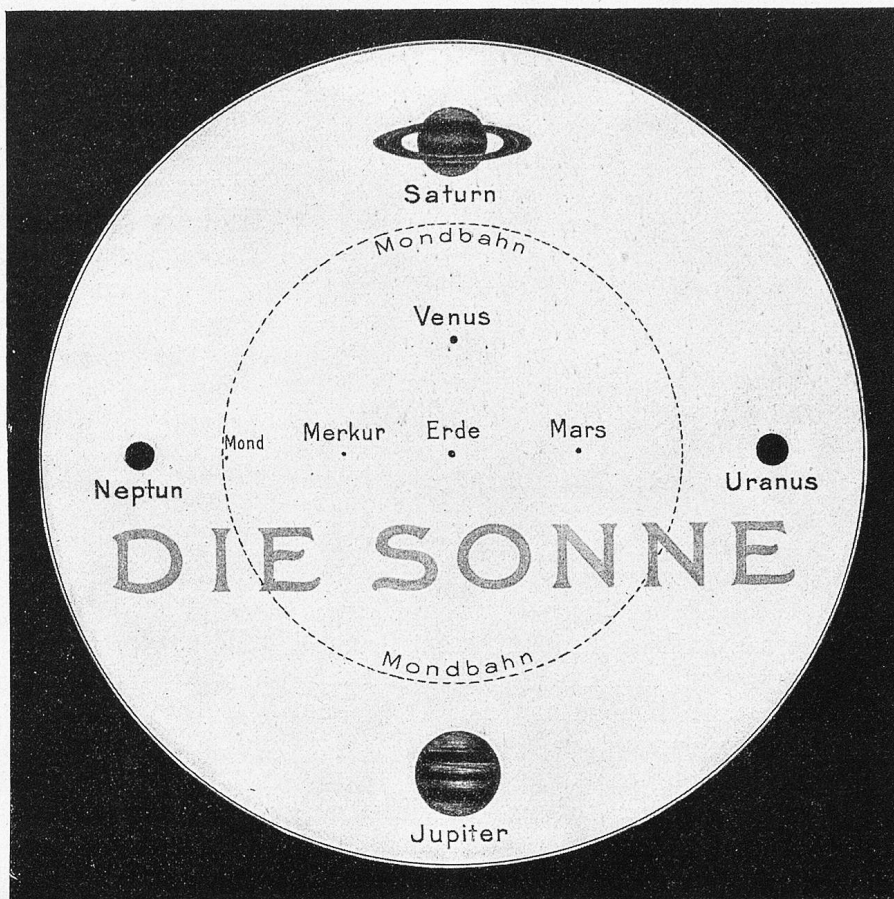 Saturn
Mondbahn
Venus
Mond Merkur Erde Mars
Neptun Uranus
DIE SONNE
Mondbahn
Jupiter